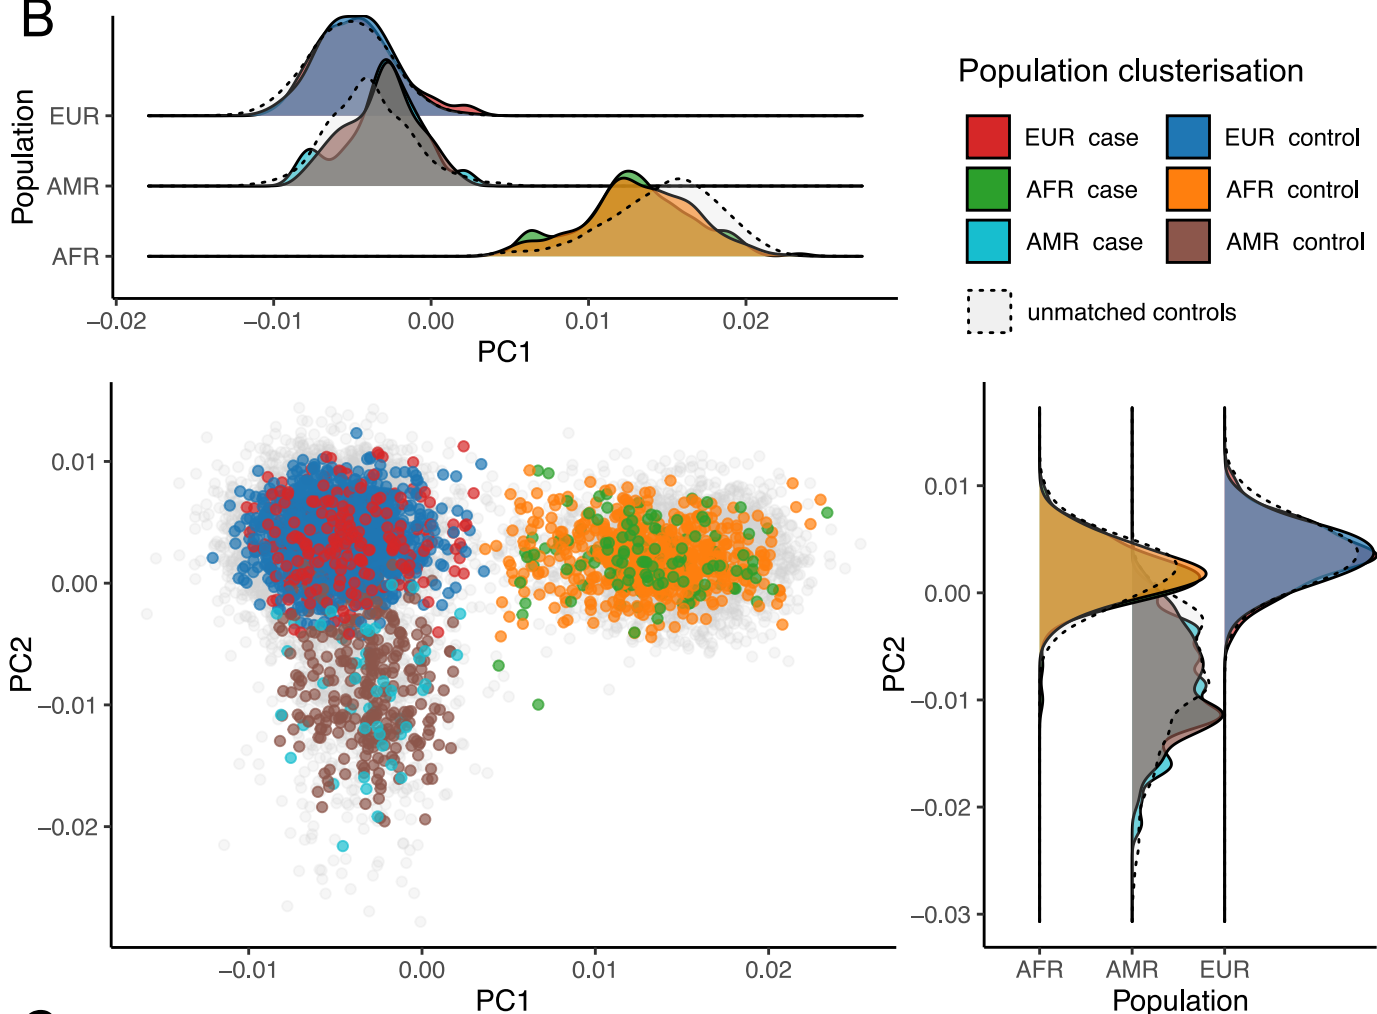 B
Population
EUR
AMR
AFR
−0.02 −0.01 0.00 0.01 0.02
PC1
Population clusterisation
EUR case EUR control
AFR case AFR control
AMR case AMR control
unmatched controls
PC2
0.01
0.00
−0.01
−0.02
−0.01 0.00 0.01 0.02
PC1
PC2
0.01
0.00
−0.01
−0.02
−0.03
AFR AMR EUR
Population